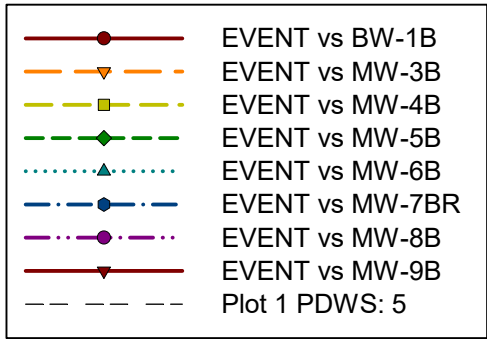 EVENT vs BW-1B
EVENT vs MW-3B
EVENT vs MW-4B
EVENT vs MW-5B
EVENT vs MW-6B
EVENT vs MW-7BR
EVENT vs MW-8B
EVENT vs MW-9B
Plot 1 PDWS: 5